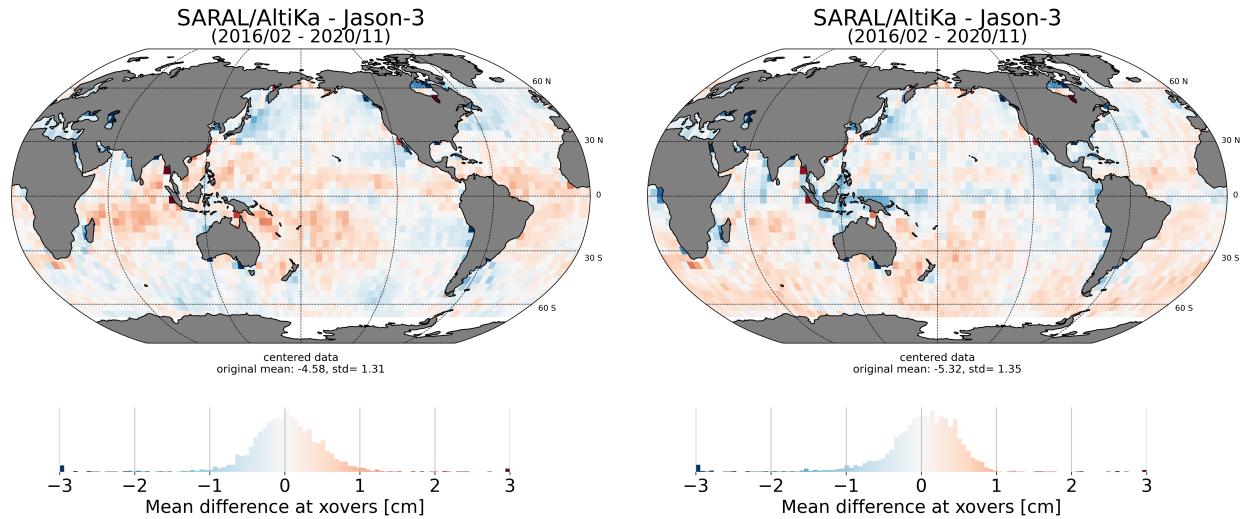 SARAL/AltiKa - Jason-3
(2016/02 - 2020/11)
60 N
30 N
0
30 S
60 S
centered data
original mean: -4.58, std= 1.31
−3 −2 −1 0 1 2 3
Mean difference at xovers [cm]
SARAL/AltiKa - Jason-3
(2016/02 - 2020/11)
60 N
30 N
0
30 S
60 S
centered data
original mean: -5.32, std= 1.35
−3 −2 −1 0 1 2 3
Mean difference at xovers [cm]